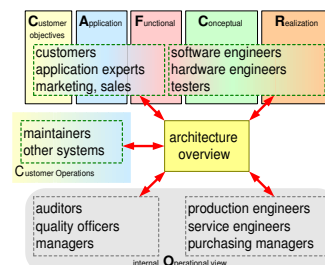 Customer objectives
Application
Functional
Conceptual
Realization
customers
application experts
marketing, sales
software engineers
hardware engineers
testers
maintainers
other systems
Customer Operations
architecture
overview
auditors
quality officers
managers
production engineers
service engineers
purchasing managers
internal Operational view